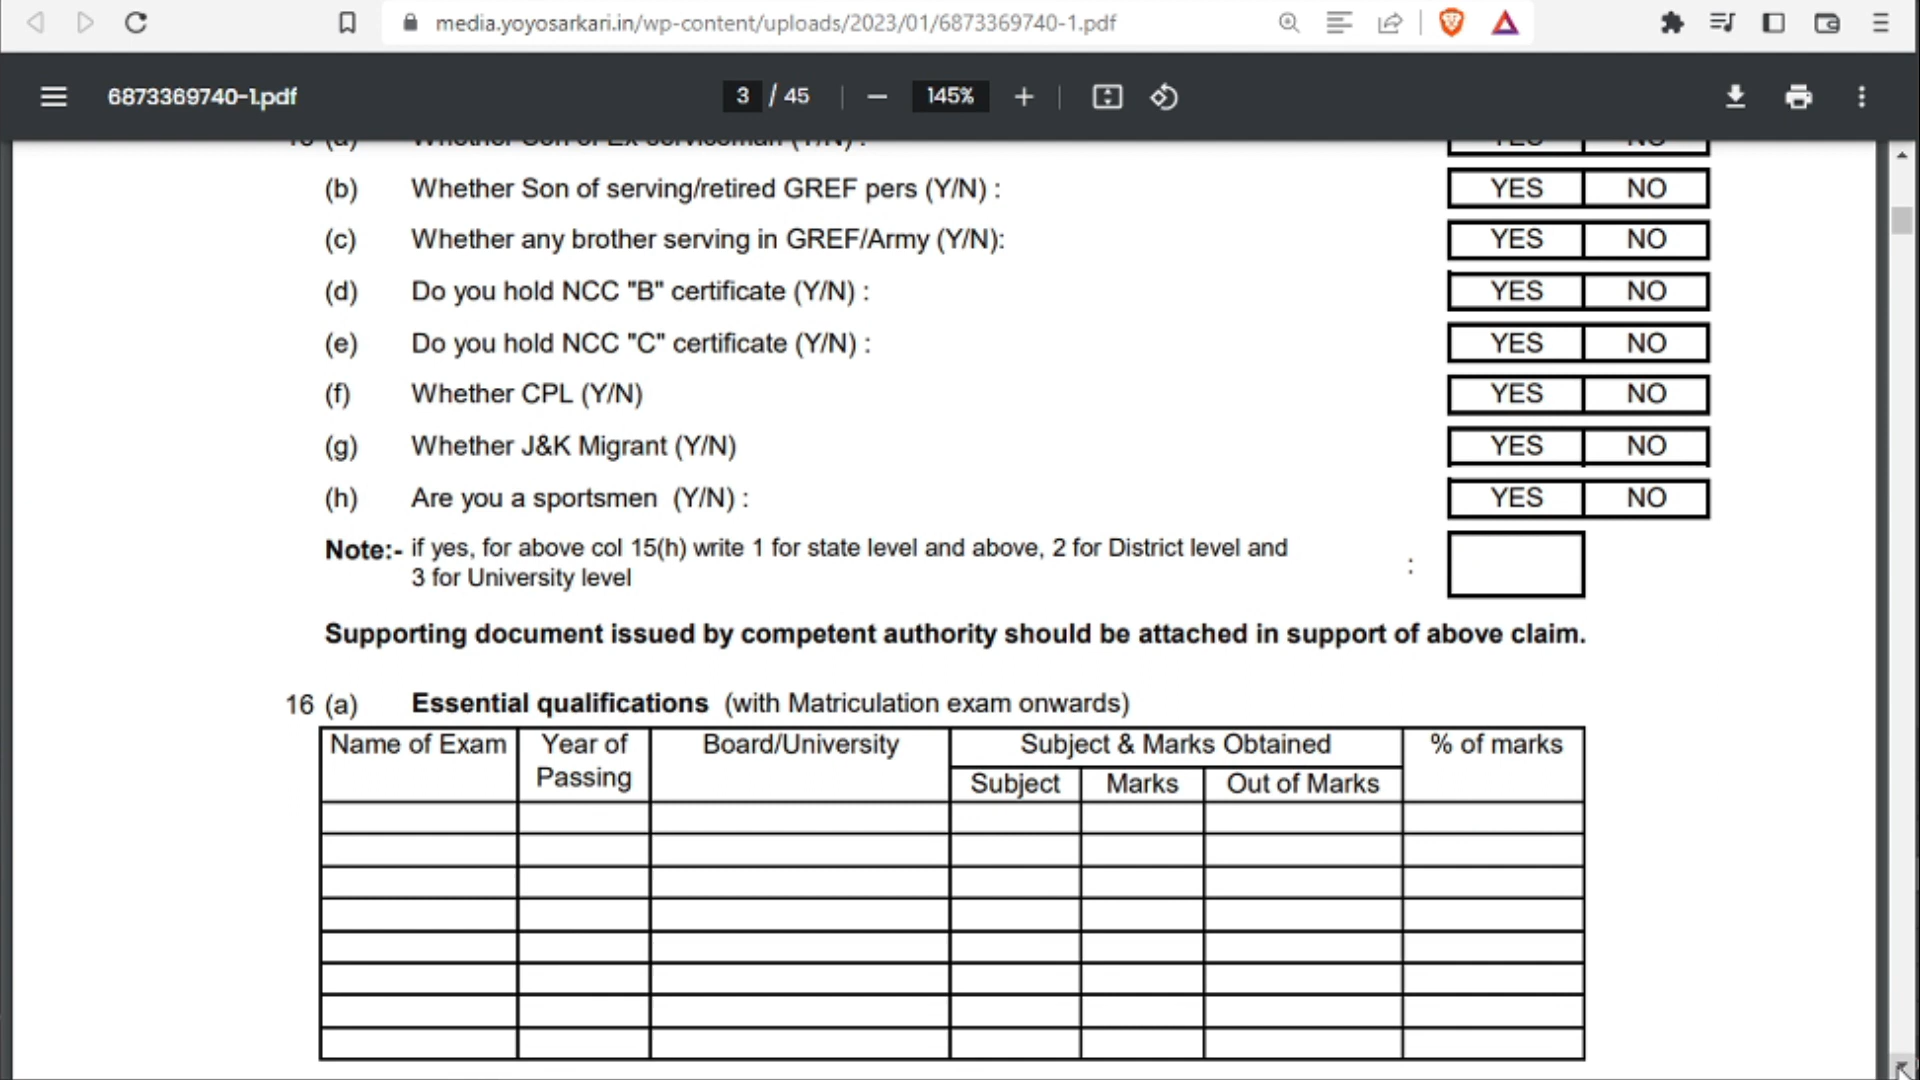 media.yoyosarkari.in/wp-content/uploads/2023/01/6873369740-1.pdf
6873369740-1.pdf
3 / 45
145%
(b) Whether Son of serving/retired GREF pers (Y/N) : YES NO
(c) Whether any brother serving in GREF/Army (Y/N): YES NO
(d) Do you hold NCC "B" certificate (Y/N) : YES NO
(e) Do you hold NCC "C" certificate (Y/N) : YES NO
(f) Whether CPL (Y/N) YES NO
(g) Whether J&K Migrant (Y/N) YES NO
(h) Are you a sportsmen (Y/N) : YES NO
Note:- if yes, for above col 15(h) write 1 for state level and above, 2 for District level and
3 for University level :
Supporting document issued by competent authority should be attached in support of above claim.
16 (a) Essential qualifications (with Matriculation exam onwards)
Name of Exam Year of Board/University Subject & Marks Obtained % of marks
Passing Subject Marks Out of Marks